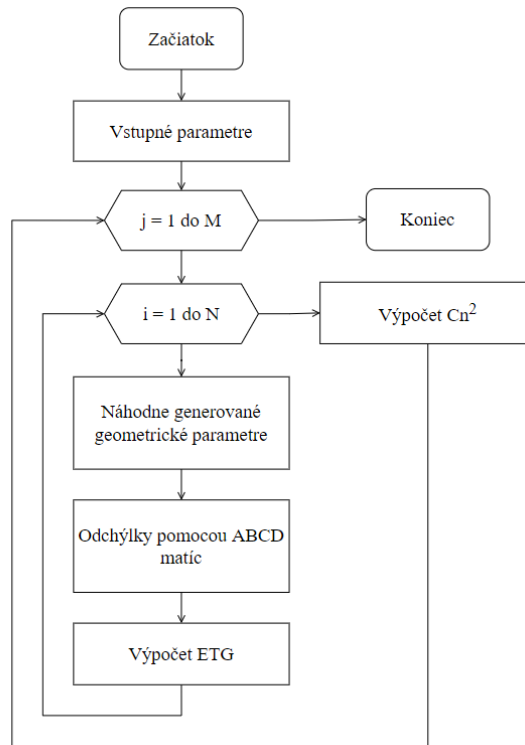 Začiatok
Vstupné parametre
j = 1 do M
Koniec
i = 1 do N
Výpočet Cn²
Náhodne generované
geometrické parametre
Odchýlky pomocou ABCD
matíc
Výpočet ETG